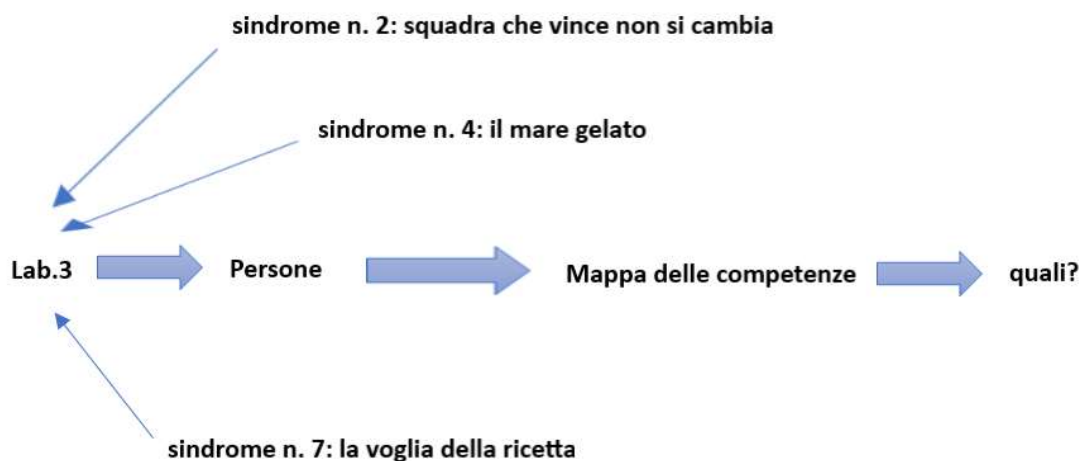 sindrome n. 2: squadra che vince non si cambia
sindrome n. 4: il mare gelato
Lab.3
Persone
Mappa delle competenze
quali?
sindrome n. 7: la voglia della ricetta